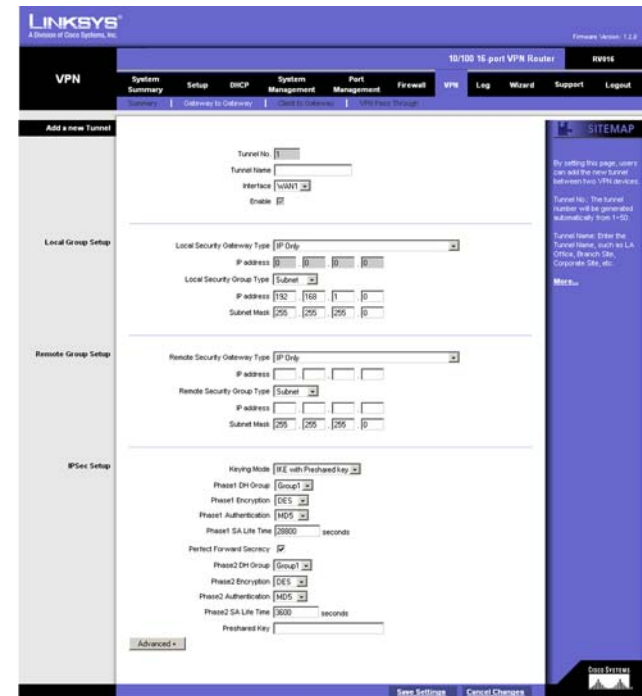 LINKSYS®
A Division of Cisco Systems, Inc.
Firmware Version: 1.2.8
10/100 16-port VPN Router RV016
VPN
System Summary Setup DHCP System Management Port Management Firewall VPN Log Wizard Support Logout
Summary | Gateway to Gateway | Client to Gateway | VPN Pass Through
Add a new Tunnel
SITEMAP
Tunnel No. 1
Tunnel Name
Interface WAN1
Enable
By setting this page, users
can add the new tunnel
between two VPN devices.
Tunnel No.: The tunnel
number will be generated
automatically from 1~50.
Tunnel Name: Enter the
Tunnel Name, such as LA
Office, Branch Site,
Corporate Site, etc.
More...
Local Group Setup
Local Security Gateway Type IP Only
IP address 0 . 0 . 0 . 0
Local Security Group Type Subnet
IP address 192 . 168 . 1 . 0
Subnet Mask 255 . 255 . 255 . 0
Remote Group Setup
Remote Security Gateway Type IP Only
IP address . . .
Remote Security Group Type Subnet
IP address . . .
Subnet Mask 255 . 255 . 255 . 0
IPSec Setup
Keying Mode IKE with Preshared key
Phase1 DH Group Group1
Phase1 Encryption DES
Phase1 Authentication MD5
Phase1 SA Life Time 28800 seconds
Perfect Forward Secrecy
Phase2 DH Group Group1
Phase2 Encryption DES
Phase2 Authentication MD5
Phase2 SA Life Time 3600 seconds
Preshared Key
Advanced +
Save Settings Cancel Changes
CISCO SYSTEMS